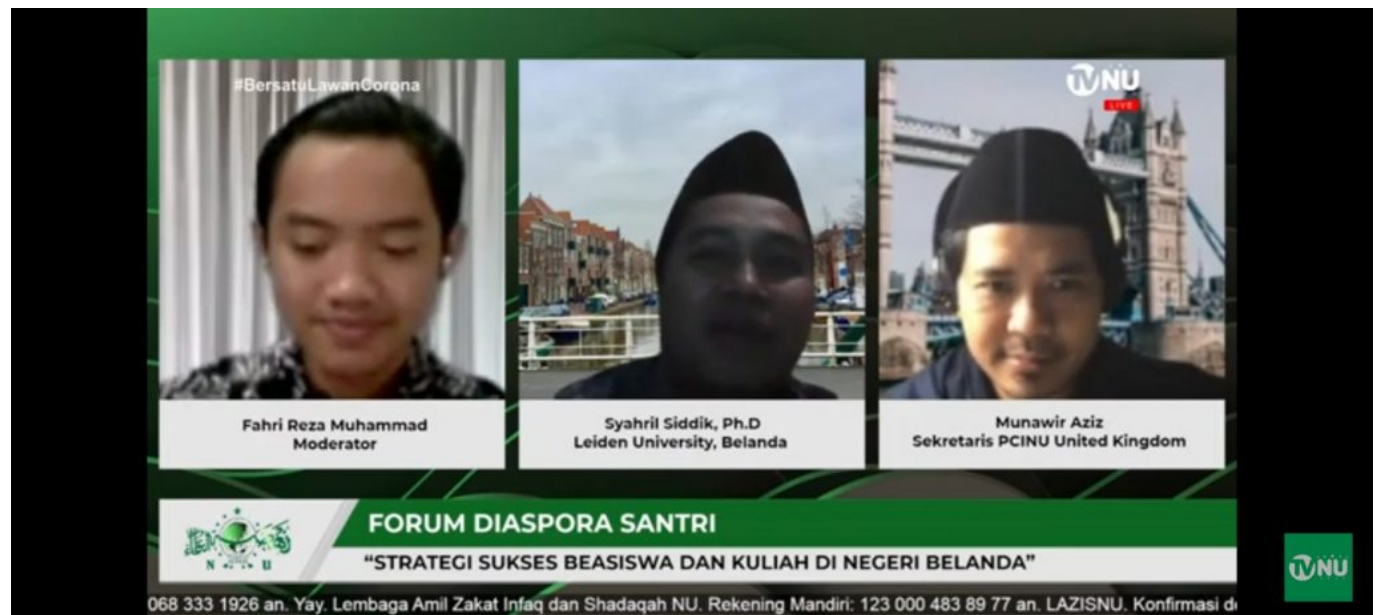 #BersatuLawanCorona
TVNU
LIVE
Fahri Reza Muhammad
Moderator
Syahril Siddik, Ph.D
Leiden University, Belanda
Munawir Aziz
Sekretaris PCINU United Kingdom
N U
FORUM DIASPORA SANTRI
“STRATEGI SUKSES BEASISWA DAN KULIAH DI NEGERI BELANDA”
068 333 1926 an. Yay. Lembaga Amil Zakat Infaq dan Shadaqah NU. Rekening Mandiri: 123 000 483 89 77 an. LAZISNU. Konfirmasi
TVNU